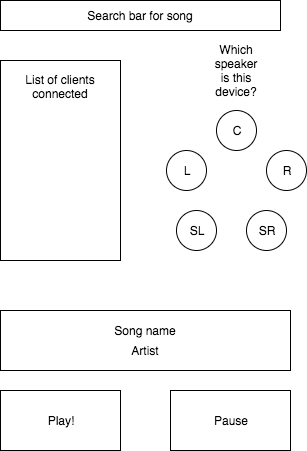 Search bar for song
List of clients
connected
Which
speaker
is this
device?
C
L
R
SL
SR
Song name
Artist
Play!
Pause